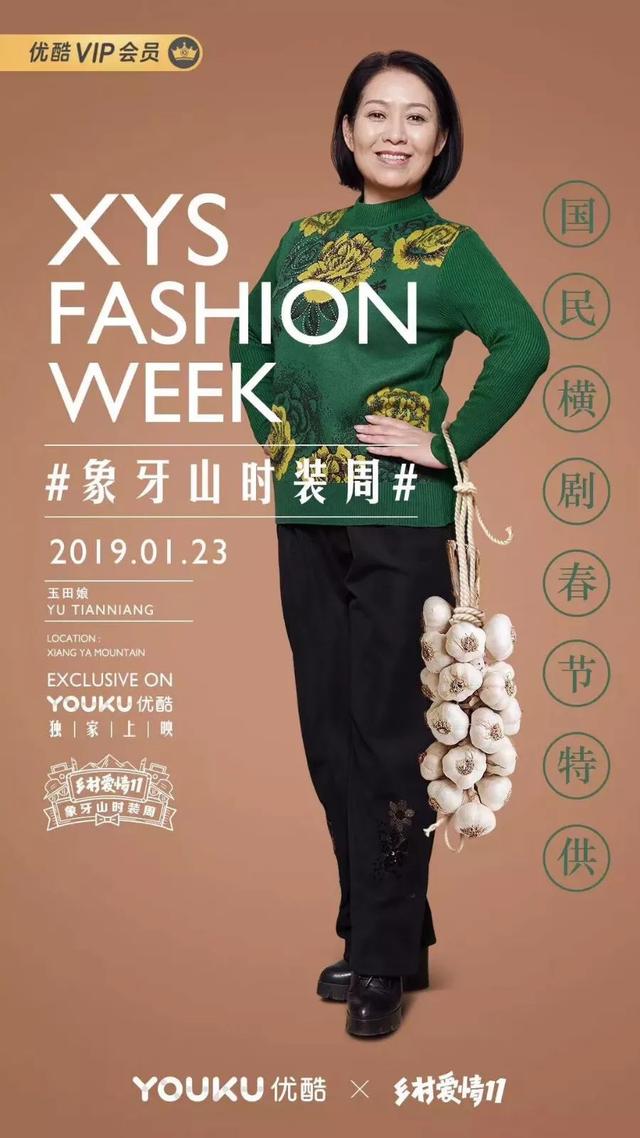 优酷VIP会员
XYS
FASHION
WEEK
#象牙山时装周#
2019.01.23
玉田娘
YU TIANNIANG
LOCATION :
XIANG YA MOUNTAIN
EXCLUSIVE ON
YOUKU优酷
独|家|上|映
乡村爱情11
象牙山时装周
国民横剧春节特供
YOUKU优酷 × 乡村爱情11